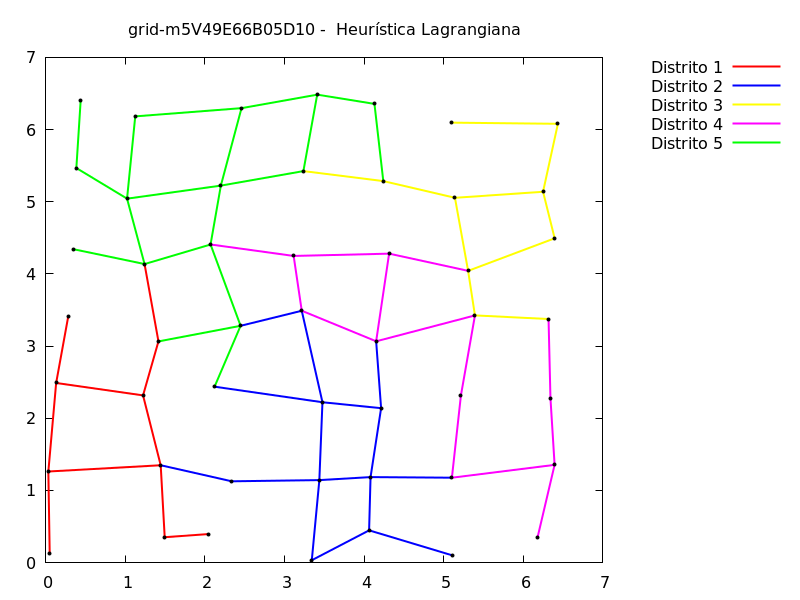 grid-m5V49E66B05D10 -  Heurística Lagrangiana
Distrito 1
Distrito 2
Distrito 3
Distrito 4
Distrito 5
7
6
5
4
3
2
1
0
0 1 2 3 4 5 6 7